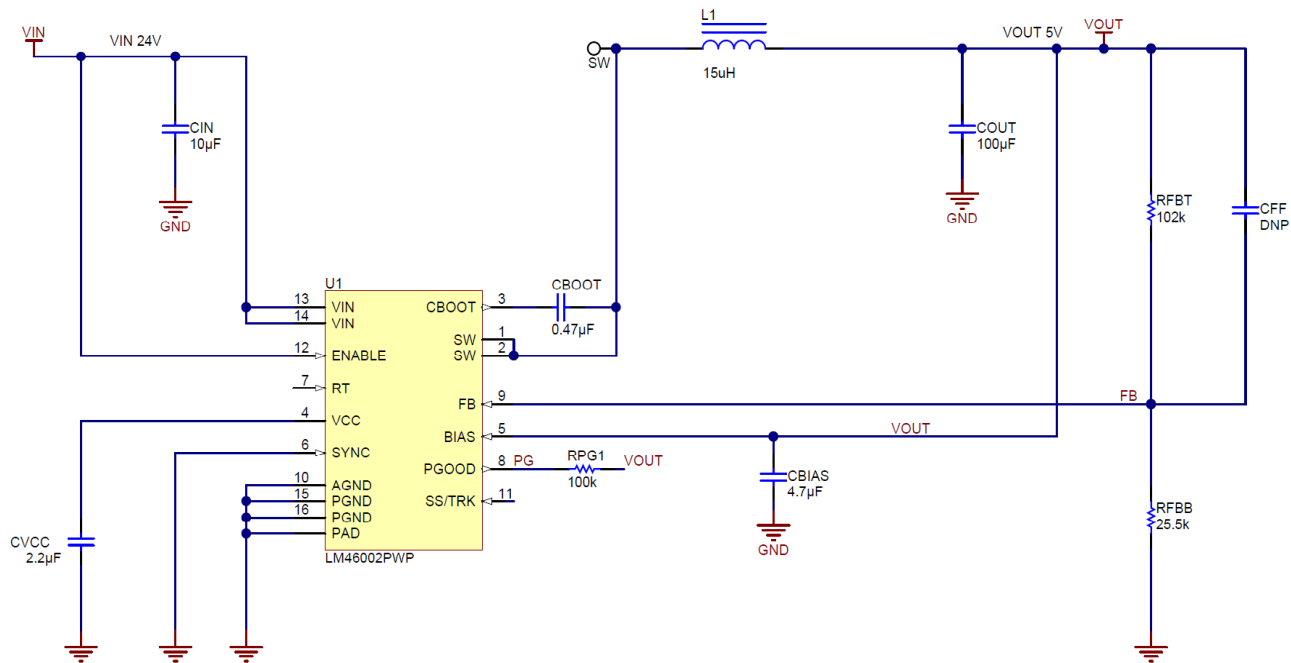 VIN
VIN 24V
CIN
10µF
GND
SW
L1
15uH
VOUT 5V
VOUT
COUT
100µF
GND
RFBT
102k
CFF
DNP
U1
13
VIN
14
VIN
12
ENABLE
7
RT
4
VCC
6
SYNC
10
AGND
15
PGND
16
PGND
PAD
CBOOT
3
SW
1
SW
2
FB
9
BIAS
5
PGOOD
8
SS/TRK
11
LM46002PWP
CBOOT
0.47µF
FB
VOUT
PG
RPG1
100k
VOUT
CBIAS
4.7µF
GND
RFBB
25.5k
CVCC
2.2µF